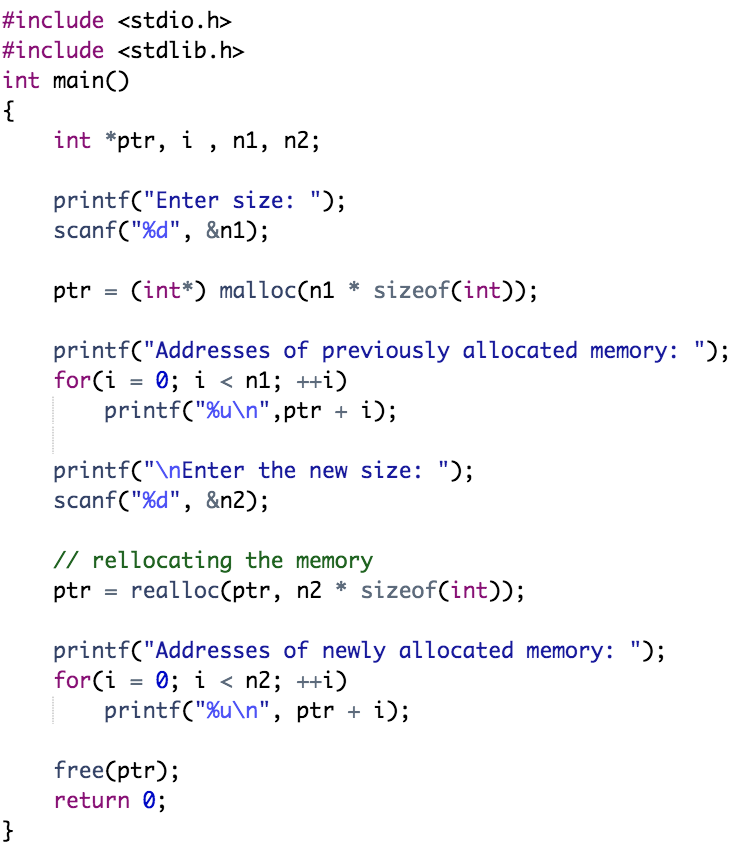 #include <stdio.h>
#include <stdlib.h>
int main()
{
    int *ptr, i , n1, n2;

    printf("Enter size: ");
    scanf("%d", &n1);

    ptr = (int*) malloc(n1 * sizeof(int));

    printf("Addresses of previously allocated memory: ");
    for(i = 0; i < n1; ++i)
        printf("%u\n",ptr + i);

    printf("\nEnter the new size: ");
    scanf("%d", &n2);

    // rellocating the memory
    ptr = realloc(ptr, n2 * sizeof(int));

    printf("Addresses of newly allocated memory: ");
    for(i = 0; i < n2; ++i)
        printf("%u\n", ptr + i);

    free(ptr);
    return 0;
}